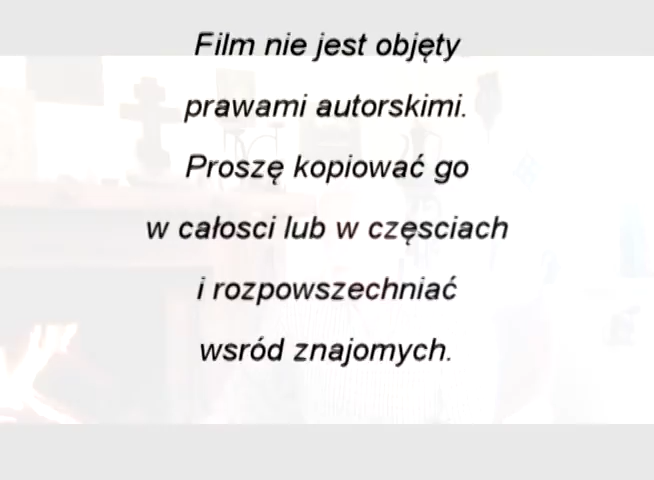 Film nie jest objęty
prawami autorskimi.
Proszę kopiować go
w całosci lub w częsciach
i rozpowszechniać
wsród znajomych.